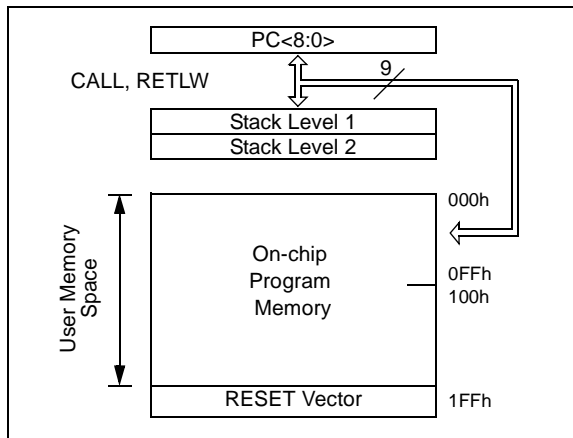 PC<8:0>
CALL, RETLW
9
Stack Level 1
Stack Level 2
000h
User Memory
Space
On-chip
Program
Memory
0FFh
100h
RESET Vector
1FFh